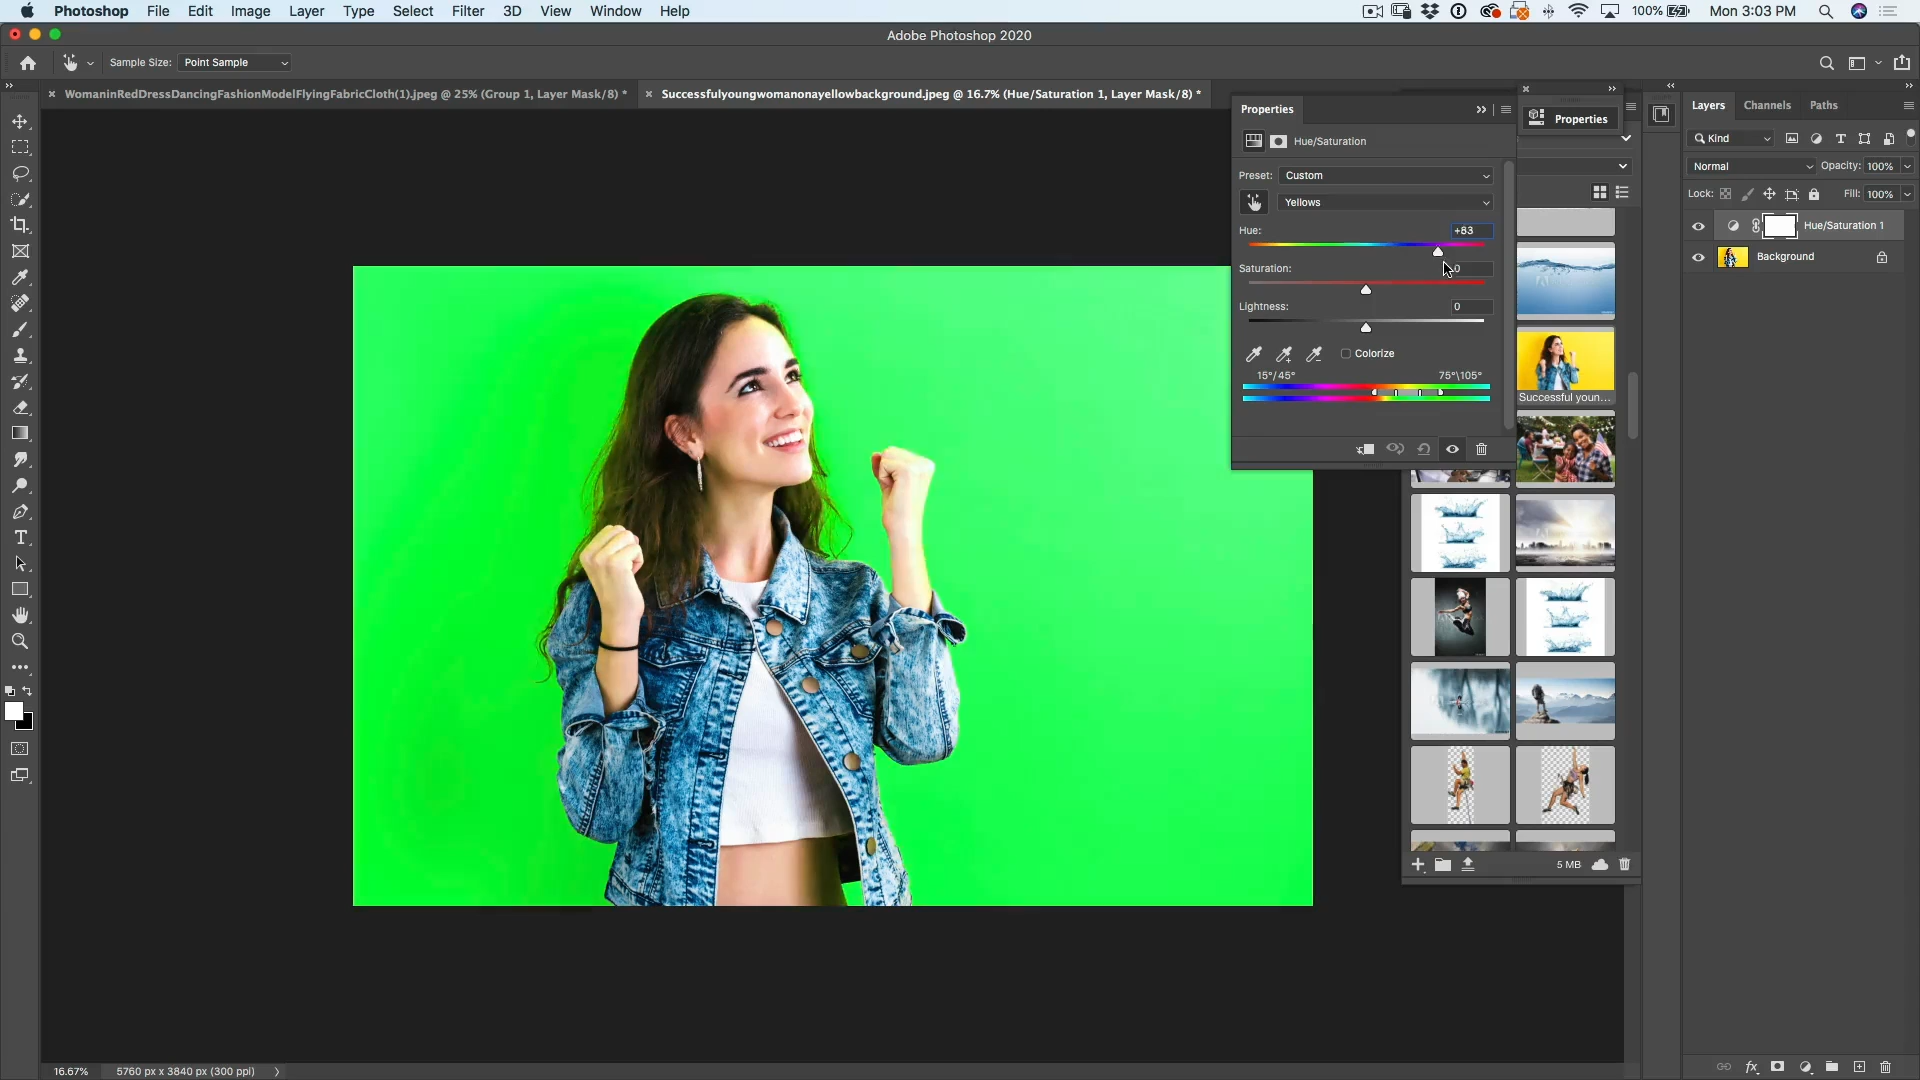 Photoshop File Edit Image Layer Type Select Filter 3D View Window Help 100% Mon 3:03 PM
Adobe Photoshop 2020
Sample Size: Point Sample
WomaninRedDressDancingFashionModelFlyingFabricCloth(1).jpeg @ 25% (Group 1, Layer Mask/8) *
Successfulyoungwomanonayellowbackground.jpeg @ 16.7% (Hue/Saturation 1, Layer Mask/8) *
Properties
Hue/Saturation
Preset: Custom
Yellows
Hue: +83
Saturation: 0
Lightness: 0
Colorize
15°/45° 75°\105°
Properties
Successful youn...
5 MB
Layers Channels Paths
Kind
Normal Opacity: 100%
Lock: Fill: 100%
Hue/Saturation 1
Background
16.67% 5760 px x 3840 px (300 ppi)